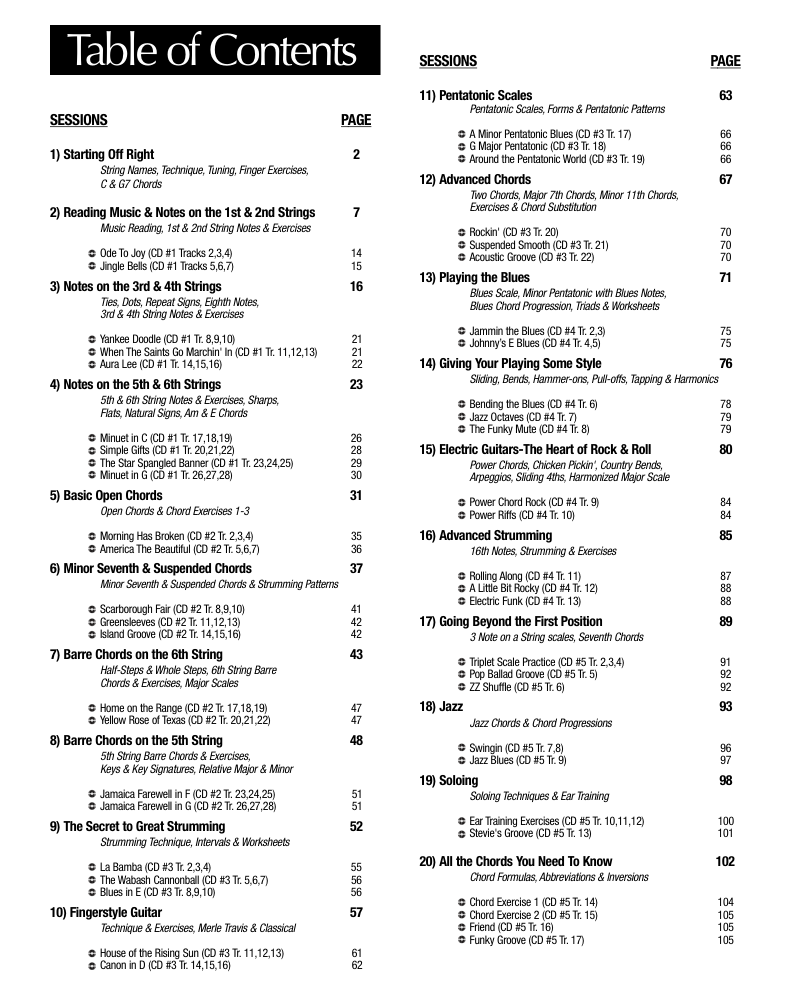 Table of Contents
SESSIONS PAGE
1) Starting Off Right 2
String Names, Technique, Tuning, Finger Exercises,
C & G7 Chords
2) Reading Music & Notes on the 1st & 2nd Strings 7
Music Reading, 1st & 2nd String Notes & Exercises
Ode To Joy (CD #1 Tracks 2,3,4) 14
Jingle Bells (CD #1 Tracks 5,6,7) 15
3) Notes on the 3rd & 4th Strings 16
Ties, Dots, Repeat Signs, Eighth Notes,
3rd & 4th String Notes & Exercises
Yankee Doodle (CD #1 Tr. 8,9,10) 21
When The Saints Go Marchin' In (CD #1 Tr. 11,12,13) 21
Aura Lee (CD #1 Tr. 14,15,16) 22
4) Notes on the 5th & 6th Strings 23
5th & 6th String Notes & Exercises, Sharps,
Flats, Natural Signs, Am & E Chords
Minuet in C (CD #1 Tr. 17,18,19) 26
Simple Gifts (CD #1 Tr. 20,21,22) 28
The Star Spangled Banner (CD #1 Tr. 23,24,25) 29
Minuet in G (CD #1 Tr. 26,27,28) 30
5) Basic Open Chords 31
Open Chords & Chord Exercises 1-3
Morning Has Broken (CD #2 Tr. 2,3,4) 35
America The Beautiful (CD #2 Tr. 5,6,7) 36
6) Minor Seventh & Suspended Chords 37
Minor Seventh & Suspended Chords & Strumming Patterns
Scarborough Fair (CD #2 Tr. 8,9,10) 41
Greensleeves (CD #2 Tr. 11,12,13) 42
Island Groove (CD #2 Tr. 14,15,16) 42
7) Barre Chords on the 6th String 43
Half-Steps & Whole Steps, 6th String Barre
Chords & Exercises, Major Scales
Home on the Range (CD #2 Tr. 17,18,19) 47
Yellow Rose of Texas (CD #2 Tr. 20,21,22) 47
8) Barre Chords on the 5th String 48
5th String Barre Chords & Exercises,
Keys & Key Signatures, Relative Major & Minor
Jamaica Farewell in F (CD #2 Tr. 23,24,25) 51
Jamaica Farewell in G (CD #2 Tr. 26,27,28) 51
9) The Secret to Great Strumming 52
Strumming Technique, Intervals & Worksheets
La Bamba (CD #3 Tr. 2,3,4) 55
The Wabash Cannonball (CD #3 Tr. 5,6,7) 56
Blues in E (CD #3 Tr. 8,9,10) 56
10) Fingerstyle Guitar 57
Technique & Exercises, Merle Travis & Classical
House of the Rising Sun (CD #3 Tr. 11,12,13) 61
Canon in D (CD #3 Tr. 14,15,16) 62
SESSIONS PAGE
11) Pentatonic Scales 63
Pentatonic Scales, Forms & Pentatonic Patterns
A Minor Pentatonic Blues (CD #3 Tr. 17) 66
G Major Pentatonic (CD #3 Tr. 18) 66
Around the Pentatonic World (CD #3 Tr. 19) 66
12) Advanced Chords 67
Two Chords, Major 7th Chords, Minor 11th Chords,
Exercises & Chord Substitution
Rockin' (CD #3 Tr. 20) 70
Suspended Smooth (CD #3 Tr. 21) 70
Acoustic Groove (CD #3 Tr. 22) 70
13) Playing the Blues 71
Blues Scale, Minor Pentatonic with Blues Notes,
Blues Chord Progression, Triads & Worksheets
Jammin the Blues (CD #4 Tr. 2,3) 75
Johnny's E Blues (CD #4 Tr. 4,5) 75
14) Giving Your Playing Some Style 76
Sliding, Bends, Hammer-ons, Pull-offs, Tapping & Harmonics
Bending the Blues (CD #4 Tr. 6) 78
Jazz Octaves (CD #4 Tr. 7) 79
The Funky Mute (CD #4 Tr. 8) 79
15) Electric Guitars-The Heart of Rock & Roll 80
Power Chords, Chicken Pickin', Country Bends,
Arpeggios, Sliding 4ths, Harmonized Major Scale
Power Chord Rock (CD #4 Tr. 9) 84
Power Riffs (CD #4 Tr. 10) 84
16) Advanced Strumming 85
16th Notes, Strumming & Exercises
Rolling Along (CD #4 Tr. 11) 87
A Little Bit Rocky (CD #4 Tr. 12) 88
Electric Funk (CD #4 Tr. 13) 88
17) Going Beyond the First Position 89
3 Note on a String scales, Seventh Chords
Triplet Scale Practice (CD #5 Tr. 2,3,4) 91
Pop Ballad Groove (CD #5 Tr. 5) 92
ZZ Shuffle (CD #5 Tr. 6) 92
18) Jazz 93
Jazz Chords & Chord Progressions
Swingin (CD #5 Tr. 7,8) 96
Jazz Blues (CD #5 Tr. 9) 97
19) Soloing 98
Soloing Techniques & Ear Training
Ear Training Exercises (CD #5 Tr. 10,11,12) 100
Stevie's Groove (CD #5 Tr. 13) 101
20) All the Chords You Need To Know 102
Chord Formulas, Abbreviations & Inversions
Chord Exercise 1 (CD #5 Tr. 14) 104
Chord Exercise 2 (CD #5 Tr. 15) 105
Friend (CD #5 Tr. 16) 105
Funky Groove (CD #5 Tr. 17) 105